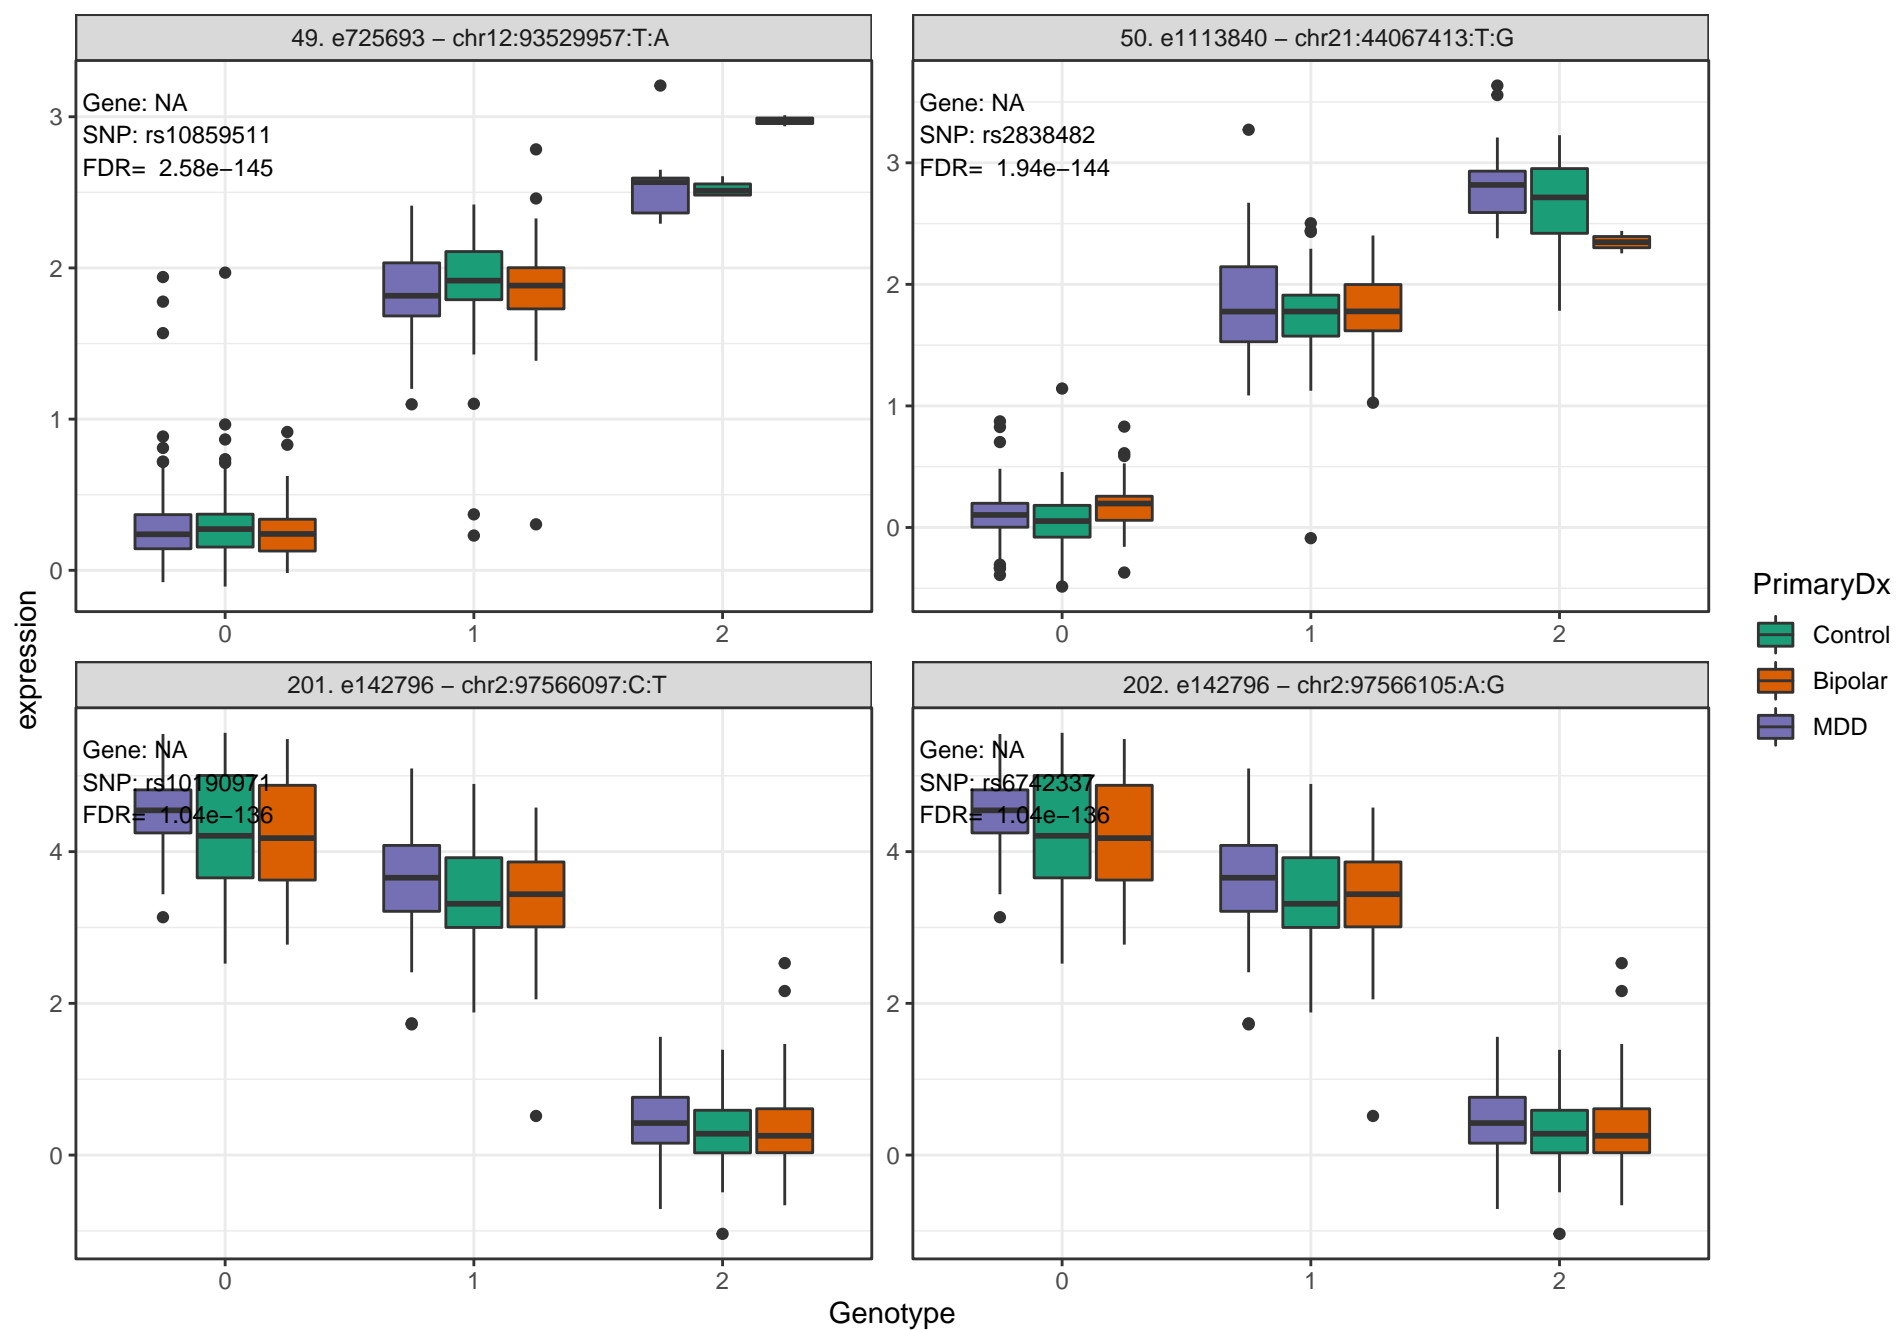 49. e725693 − chr12:93529957:T:A
Gene: NA
SNP: rs10859511
FDR=  2.58e−145
3
2
1
0
0 1 2
50. e1113840 − chr21:44067413:T:G
Gene: NA
SNP: rs2838482
FDR=  1.94e−144
3
2
1
0
0 1 2
201. e142796 − chr2:97566097:C:T
Gene: NA
SNP: rs10190971
FDR=  1.04e−136
4
2
0
0 1 2
202. e142796 − chr2:97566105:A:G
Gene: NA
SNP: rs6742337
FDR=  1.04e−136
4
2
0
0 1 2
expression
Genotype
PrimaryDx
Control
Bipolar
MDD